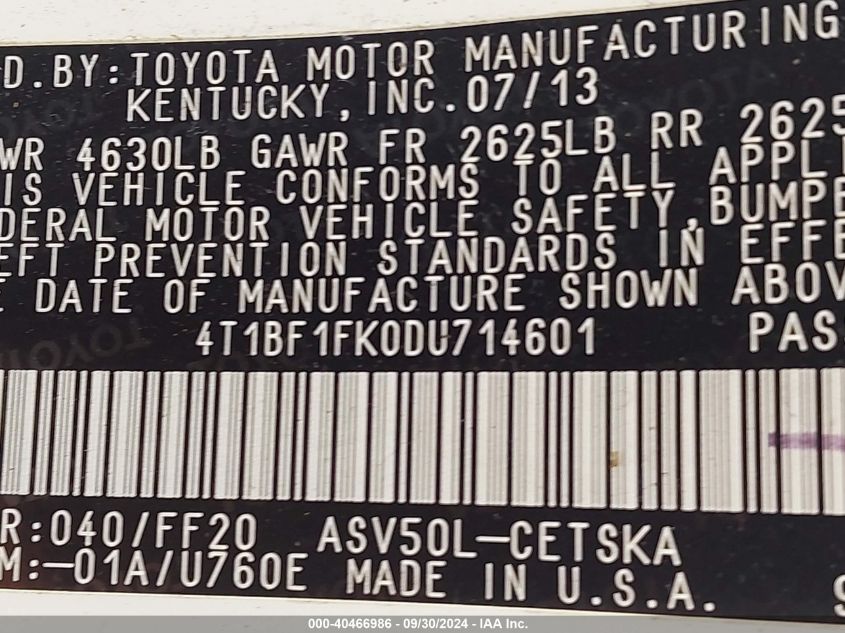 D.BY:TOYOTA MOTOR MANUFACTURING
KENTUCKY,INC.07/13
WR 4630LB GAWR FR 2625LB RR 2625
IS VEHICLE CONFORMS TO ALL APPLI
DERAL MOTOR VEHICLE SAFETY,BUMPE
EFT PREVENTION STANDARDS IN EFFE
E DATE OF MANUFACTURE SHOWN ABOV
4T1BF1FK0DU714601 PAS
R:040/FF20 ASV50L-CETSKA
M:-01A/U760E MADE IN U.S.A. 9
000-40466986 - 09/30/2024 - IAA Inc.